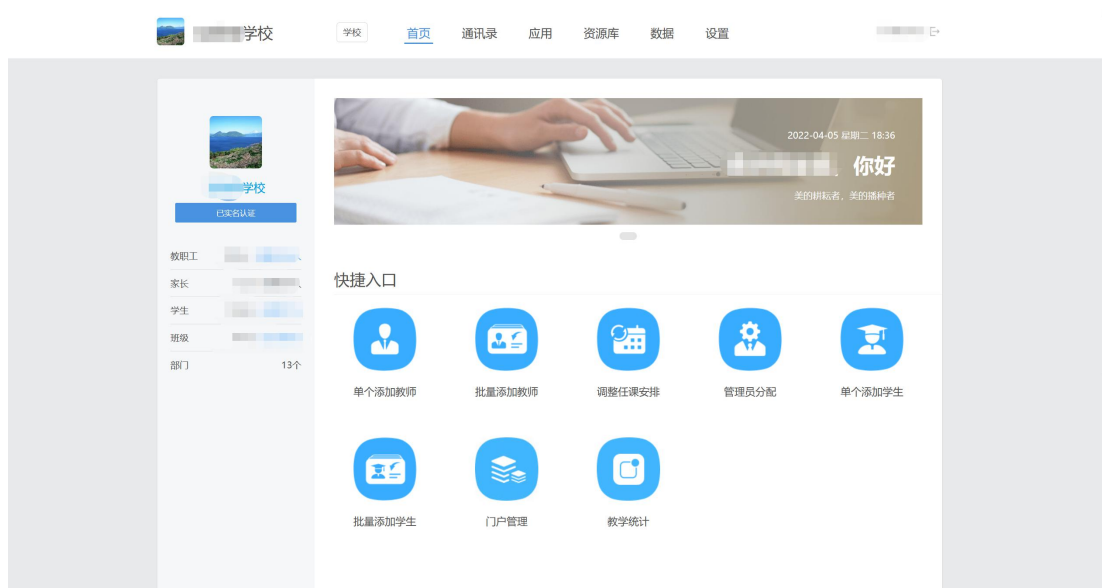 学校
学校 首页 通讯录 应用 资源库 数据 设置
2022-04-05 星期二 18:36
你好
美的耕耘者，美的播种者
学校
已实名认证
教职工
家长
学生
班级
部门 13个
快捷入口
单个添加教师 批量添加教师 调整任课安排 管理员分配 单个添加学生
批量添加学生 门户管理 教学统计